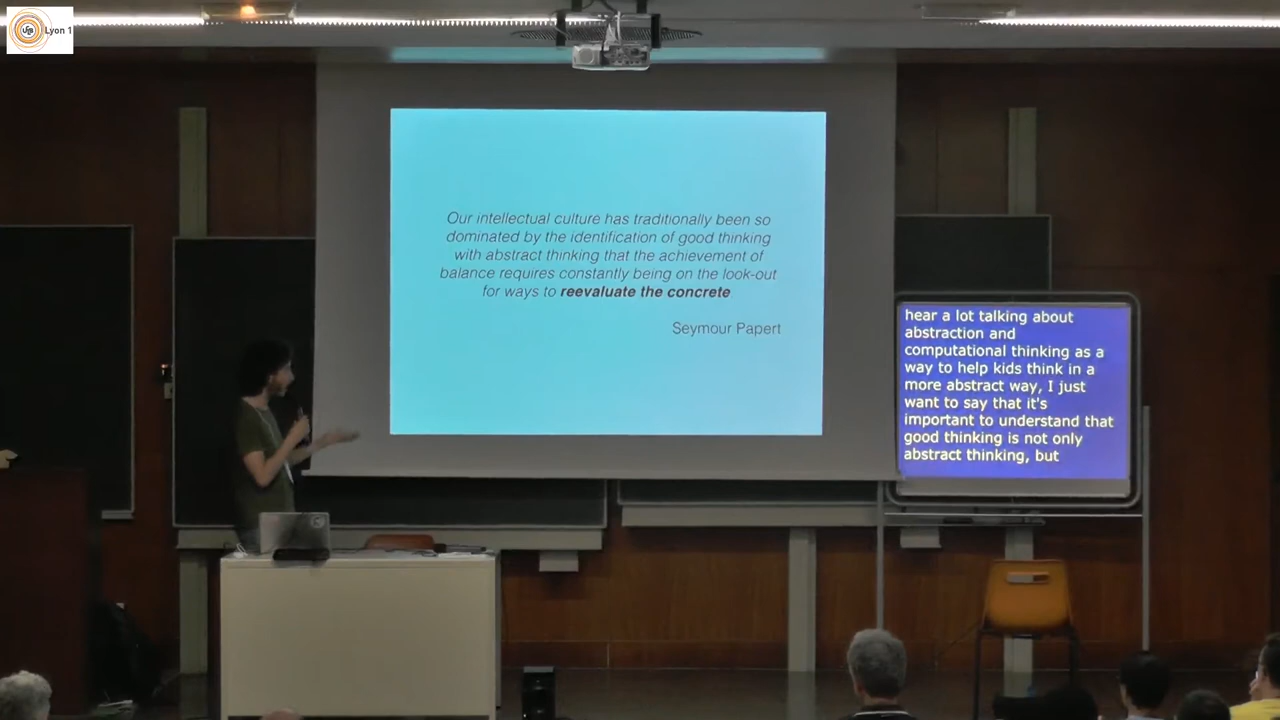 Lyon 1
Our intellectual culture has traditionally been so
dominated by the identification of good thinking
with abstract thinking that the achievement of
balance requires constantly being on the look-out
for ways to reevaluate the concrete
Seymour Papert
hear a lot talking about
abstraction and
computational thinking as a
way to help kids think in a
more abstract way, I just
want to say that it's
important to understand that
good thinking is not only
abstract thinking, but